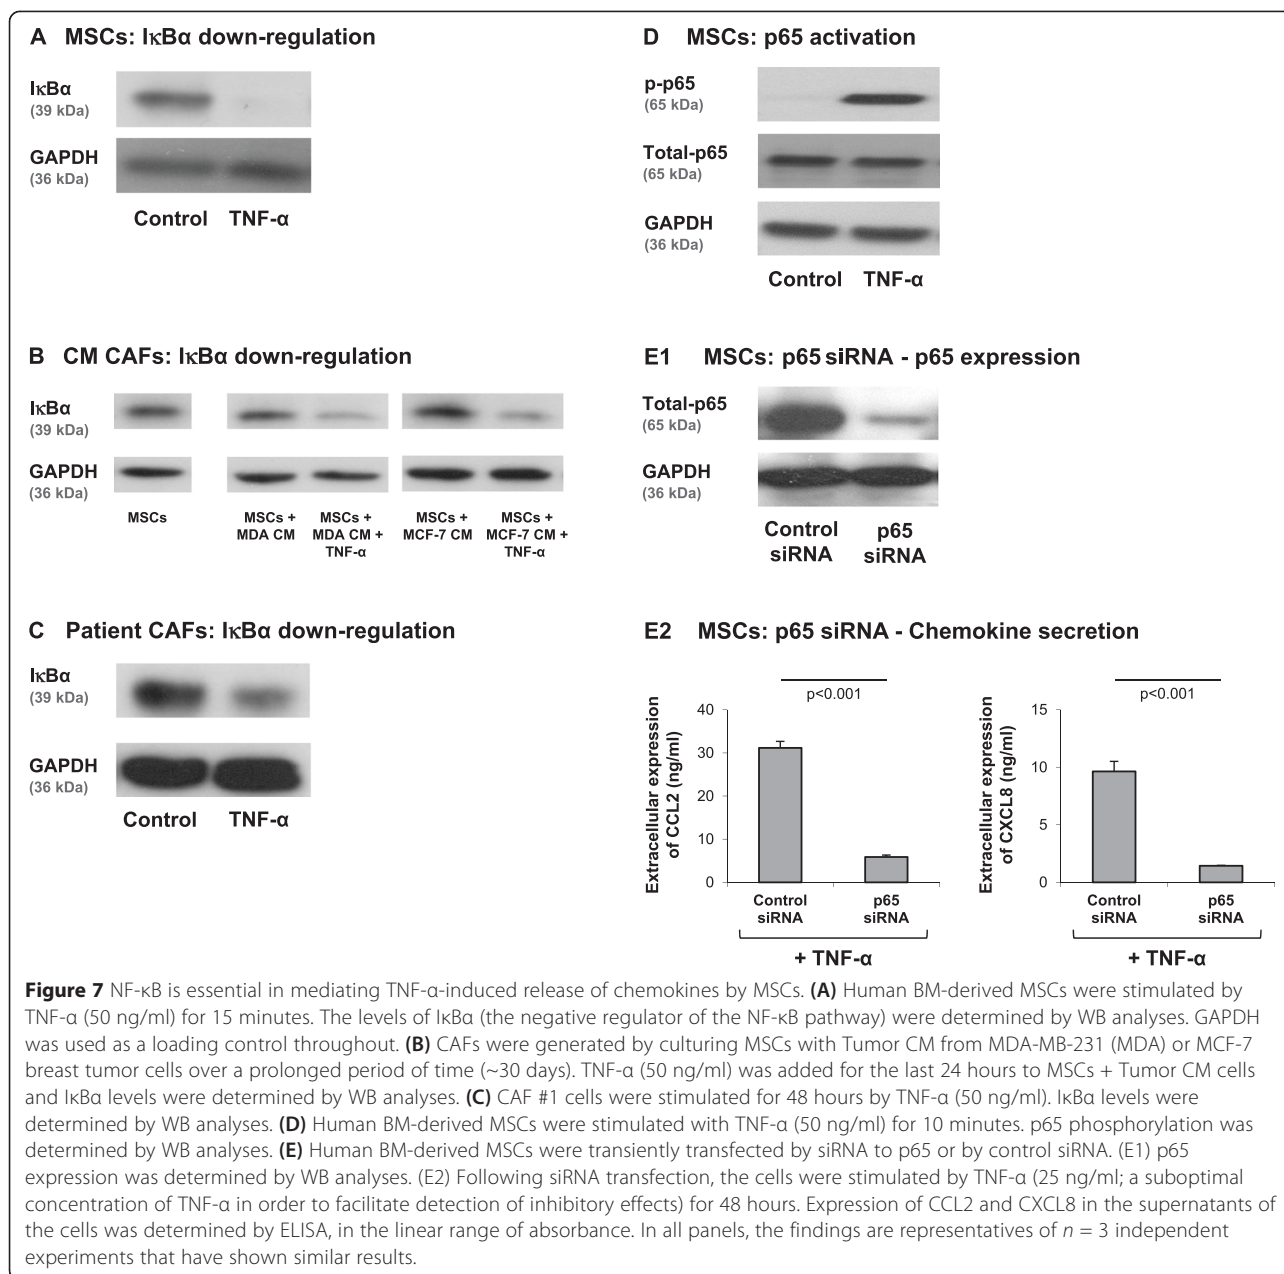 A MSCs: IκBα down-regulation
IκBα
(39 kDa)
GAPDH
(36 kDa)
Control TNF-α
B CM CAFs: IκBα down-regulation
IκBα
(39 kDa)
GAPDH
(36 kDa)
MSCs
MSCs +
MDA CM
MSCs +
MDA CM +
TNF-α
MSCs +
MCF-7 CM
MSCs +
MCF-7 CM +
TNF-α
C Patient CAFs: IκBα down-regulation
IκBα
(39 kDa)
GAPDH
(36 kDa)
Control TNF-α
D MSCs: p65 activation
p-p65
(65 kDa)
Total-p65
(65 kDa)
GAPDH
(36 kDa)
Control TNF-α
E1 MSCs: p65 siRNA - p65 expression
Total-p65
(65 kDa)
GAPDH
(36 kDa)
Control
siRNA
p65
siRNA
E2 MSCs: p65 siRNA - Chemokine secretion
p<0.001
Extracellular expression
of CCL2 (ng/ml)
40
30
20
10
0
Control
siRNA
p65
siRNA
+ TNF-α
p<0.001
Extracellular expression
of CXCL8 (ng/ml)
15
10
5
0
Control
siRNA
p65
siRNA
+ TNF-α
Figure 7 NF-κB is essential in mediating TNF-α-induced release of chemokines by MSCs. (A) Human BM-derived MSCs were stimulated by
TNF-α (50 ng/ml) for 15 minutes. The levels of IκBα (the negative regulator of the NF-κB pathway) were determined by WB analyses. GAPDH
was used as a loading control throughout. (B) CAFs were generated by culturing MSCs with Tumor CM from MDA-MB-231 (MDA) or MCF-7
breast tumor cells over a prolonged period of time (~30 days). TNF-α (50 ng/ml) was added for the last 24 hours to MSCs + Tumor CM cells
and IκBα levels were determined by WB analyses. (C) CAF #1 cells were stimulated for 48 hours by TNF-α (50 ng/ml). IκBα levels were
determined by WB analyses. (D) Human BM-derived MSCs were stimulated with TNF-α (50 ng/ml) for 10 minutes. p65 phosphorylation was
determined by WB analyses. (E) Human BM-derived MSCs were transiently transfected by siRNA to p65 or by control siRNA. (E1) p65
expression was determined by WB analyses. (E2) Following siRNA transfection, the cells were stimulated by TNF-α (25 ng/ml; a suboptimal
concentration of TNF-α in order to facilitate detection of inhibitory effects) for 48 hours. Expression of CCL2 and CXCL8 in the supernatants of
the cells was determined by ELISA, in the linear range of absorbance. In all panels, the findings are representatives of n = 3 independent
experiments that have shown similar results.